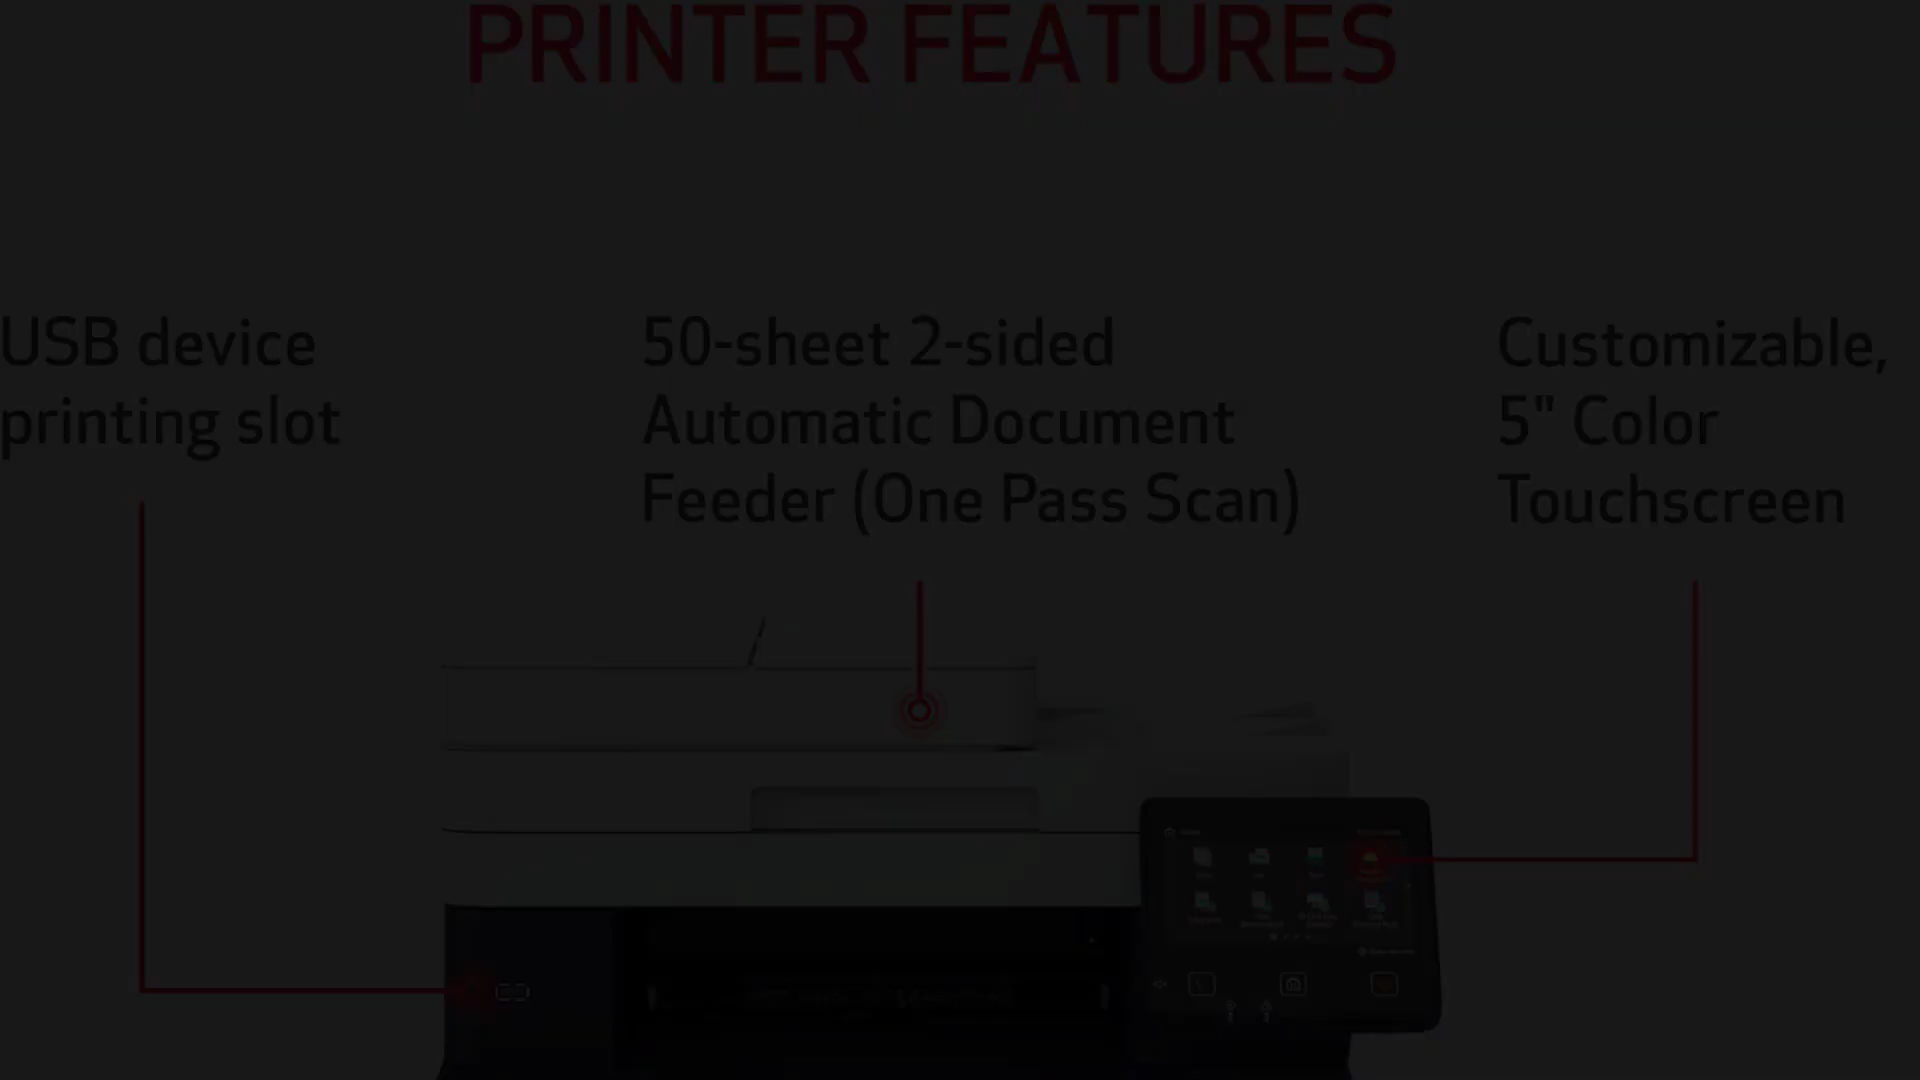 PRINTER FEATURES
USB device
printing slot
50-sheet 2-sided
Automatic Document
Feeder (One Pass Scan)
Customizable,
5" Color
Touchscreen